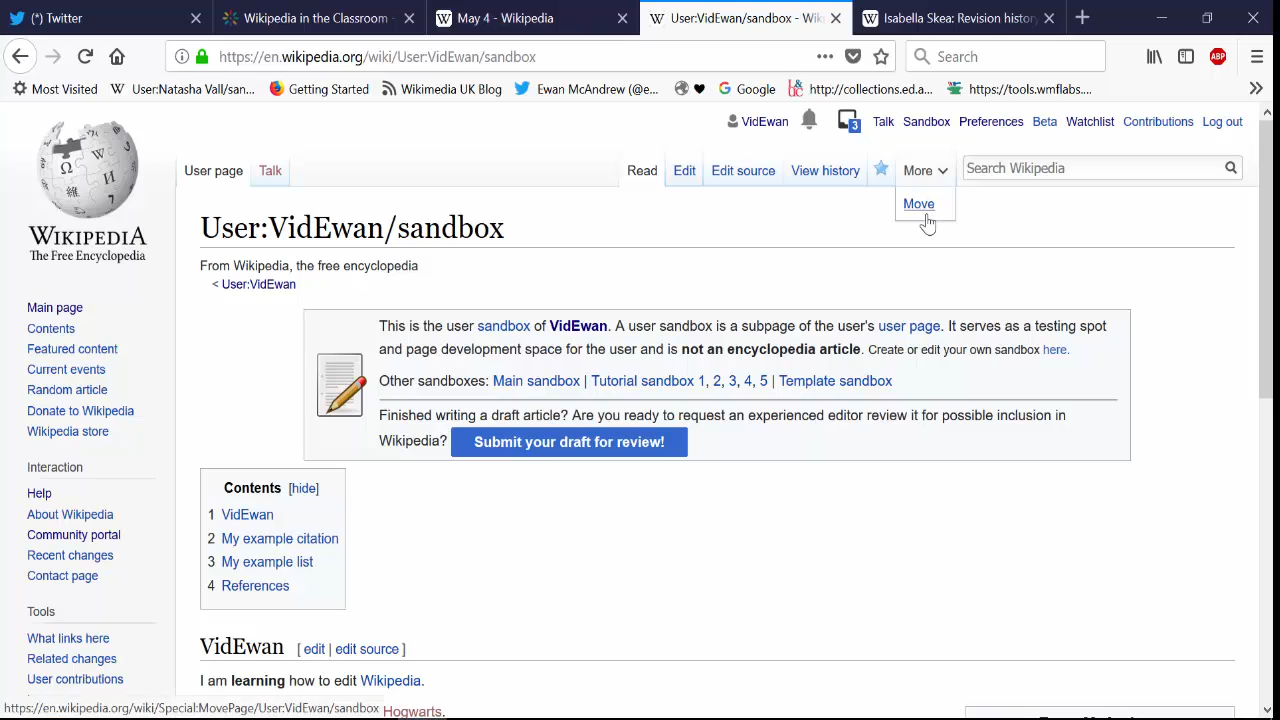 (*) Twitter
Wikipedia in the Classroom -
May 4 - Wikipedia
User:VidEwan/sandbox - Wik
Isabella Skea: Revision history
https://en.wikipedia.org/wiki/User:VidEwan/sandbox
Search
ABP
Most Visited
User:Natasha Vall/san...
Getting Started
Wikimedia UK Blog
Ewan McAndrew (@e...
Google
http://collections.ed.a...
https://tools.wmflabs....
VidEwan
3
Talk
Sandbox
Preferences
Beta
Watchlist
Contributions
Log out
User page
Talk
Read
Edit
Edit source
View history
More
Search Wikipedia
Move
WIKIPEDIA
The Free Encyclopedia
User:VidEwan/sandbox
From Wikipedia, the free encyclopedia
< User:VidEwan
This is the user sandbox of VidEwan. A user sandbox is a subpage of the user's user page. It serves as a testing spot
and page development space for the user and is not an encyclopedia article. Create or edit your own sandbox here.
Other sandboxes: Main sandbox | Tutorial sandbox 1, 2, 3, 4, 5 | Template sandbox
Finished writing a draft article? Are you ready to request an experienced editor review it for possible inclusion in
Wikipedia? Submit your draft for review!
Main page
Contents
Featured content
Current events
Random article
Donate to Wikipedia
Wikipedia store
Interaction
Help
About Wikipedia
Community portal
Recent changes
Contact page
Tools
What links here
Related changes
User contributions
Contents [hide]
1 VidEwan
2 My example citation
3 My example list
4 References
VidEwan [ edit | edit source ]
I am learning how to edit Wikipedia.
Hogwarts.
https://en.wikipedia.org/wiki/Special:MovePage/User:VidEwan/sandbox